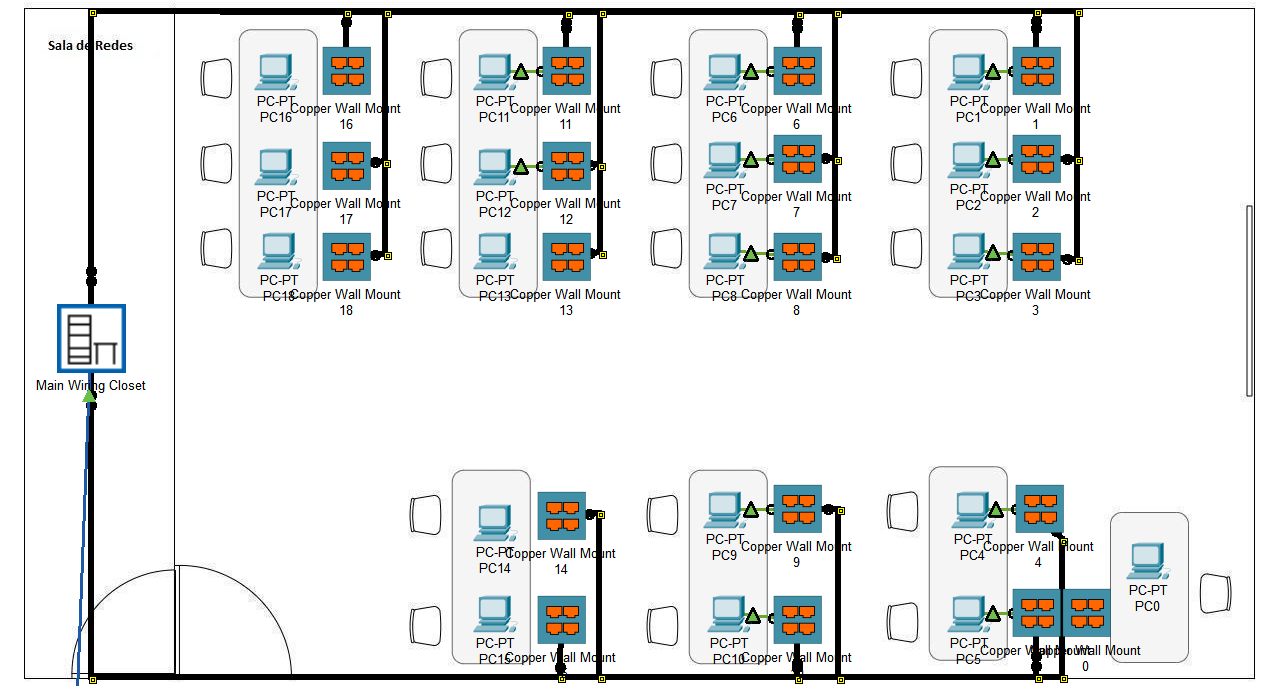 Sala de Redes
PC-PT
PC16
Copper Wall Mount
16
PC-PT
PC11
Copper Wall Mount
11
PC-PT
PC6
Copper Wall Mount
6
PC-PT
PC1
Copper Wall Mount
1
PC-PT
PC17
Copper Wall Mount
17
PC-PT
PC12
Copper Wall Mount
12
PC-PT
PC7
Copper Wall Mount
7
PC-PT
PC2
Copper Wall Mount
2
PC-PT
PC18
Copper Wall Mount
18
PC-PT
PC13
Copper Wall Mount
13
PC-PT
PC8
Copper Wall Mount
8
PC-PT
PC3
Copper Wall Mount
3
Main Wiring Closet
PC-PT
PC14
Copper Wall Mount
14
PC-PT
PC9
Copper Wall Mount
9
PC-PT
PC4
Copper Wall Mount
4
PC-PT
PC0
PC-PT
PC15
Copper Wall Mount
PC-PT
PC10
Copper Wall Mount
PC-PT
PC5
Copper Wall Mount
Copper Wall Mount
0